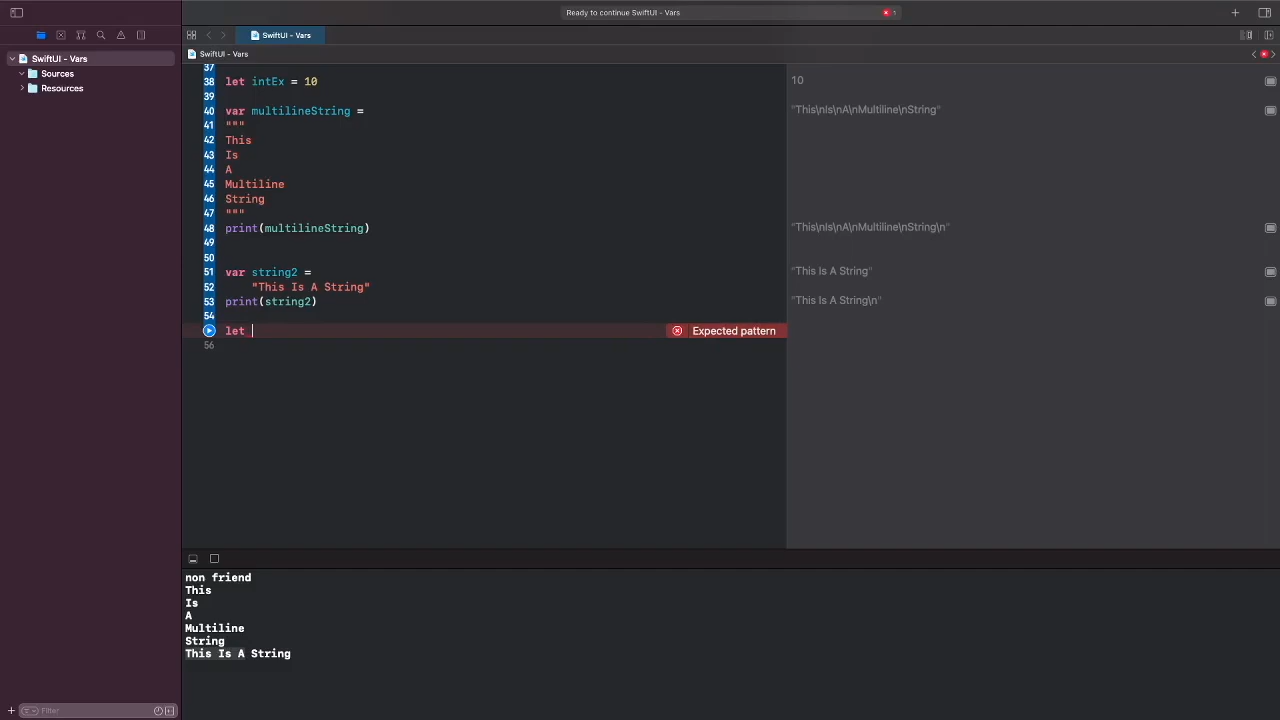 Ready to continue SwiftUI - Vars
1
SwiftUI - Vars
SwiftUI - Vars
SwiftUI - Vars
Sources
Resources
37
38 let intEx = 10
10
39
40 var multilineString =
"This\nIs\nA\nMultiline\nString"
41 """
42 This
43 Is
44 A
45 Multiline
46 String
47 """
48 print(multilineString)
"This\nIs\nA\nMultiline\nString\n"
49
50
51 var string2 =
"This Is A String"
52 "This Is A String"
53 print(string2)
"This Is A String\n"
54
let
Expected pattern
56
non friend
This
Is
A
Multiline
String
This Is A String
Filter